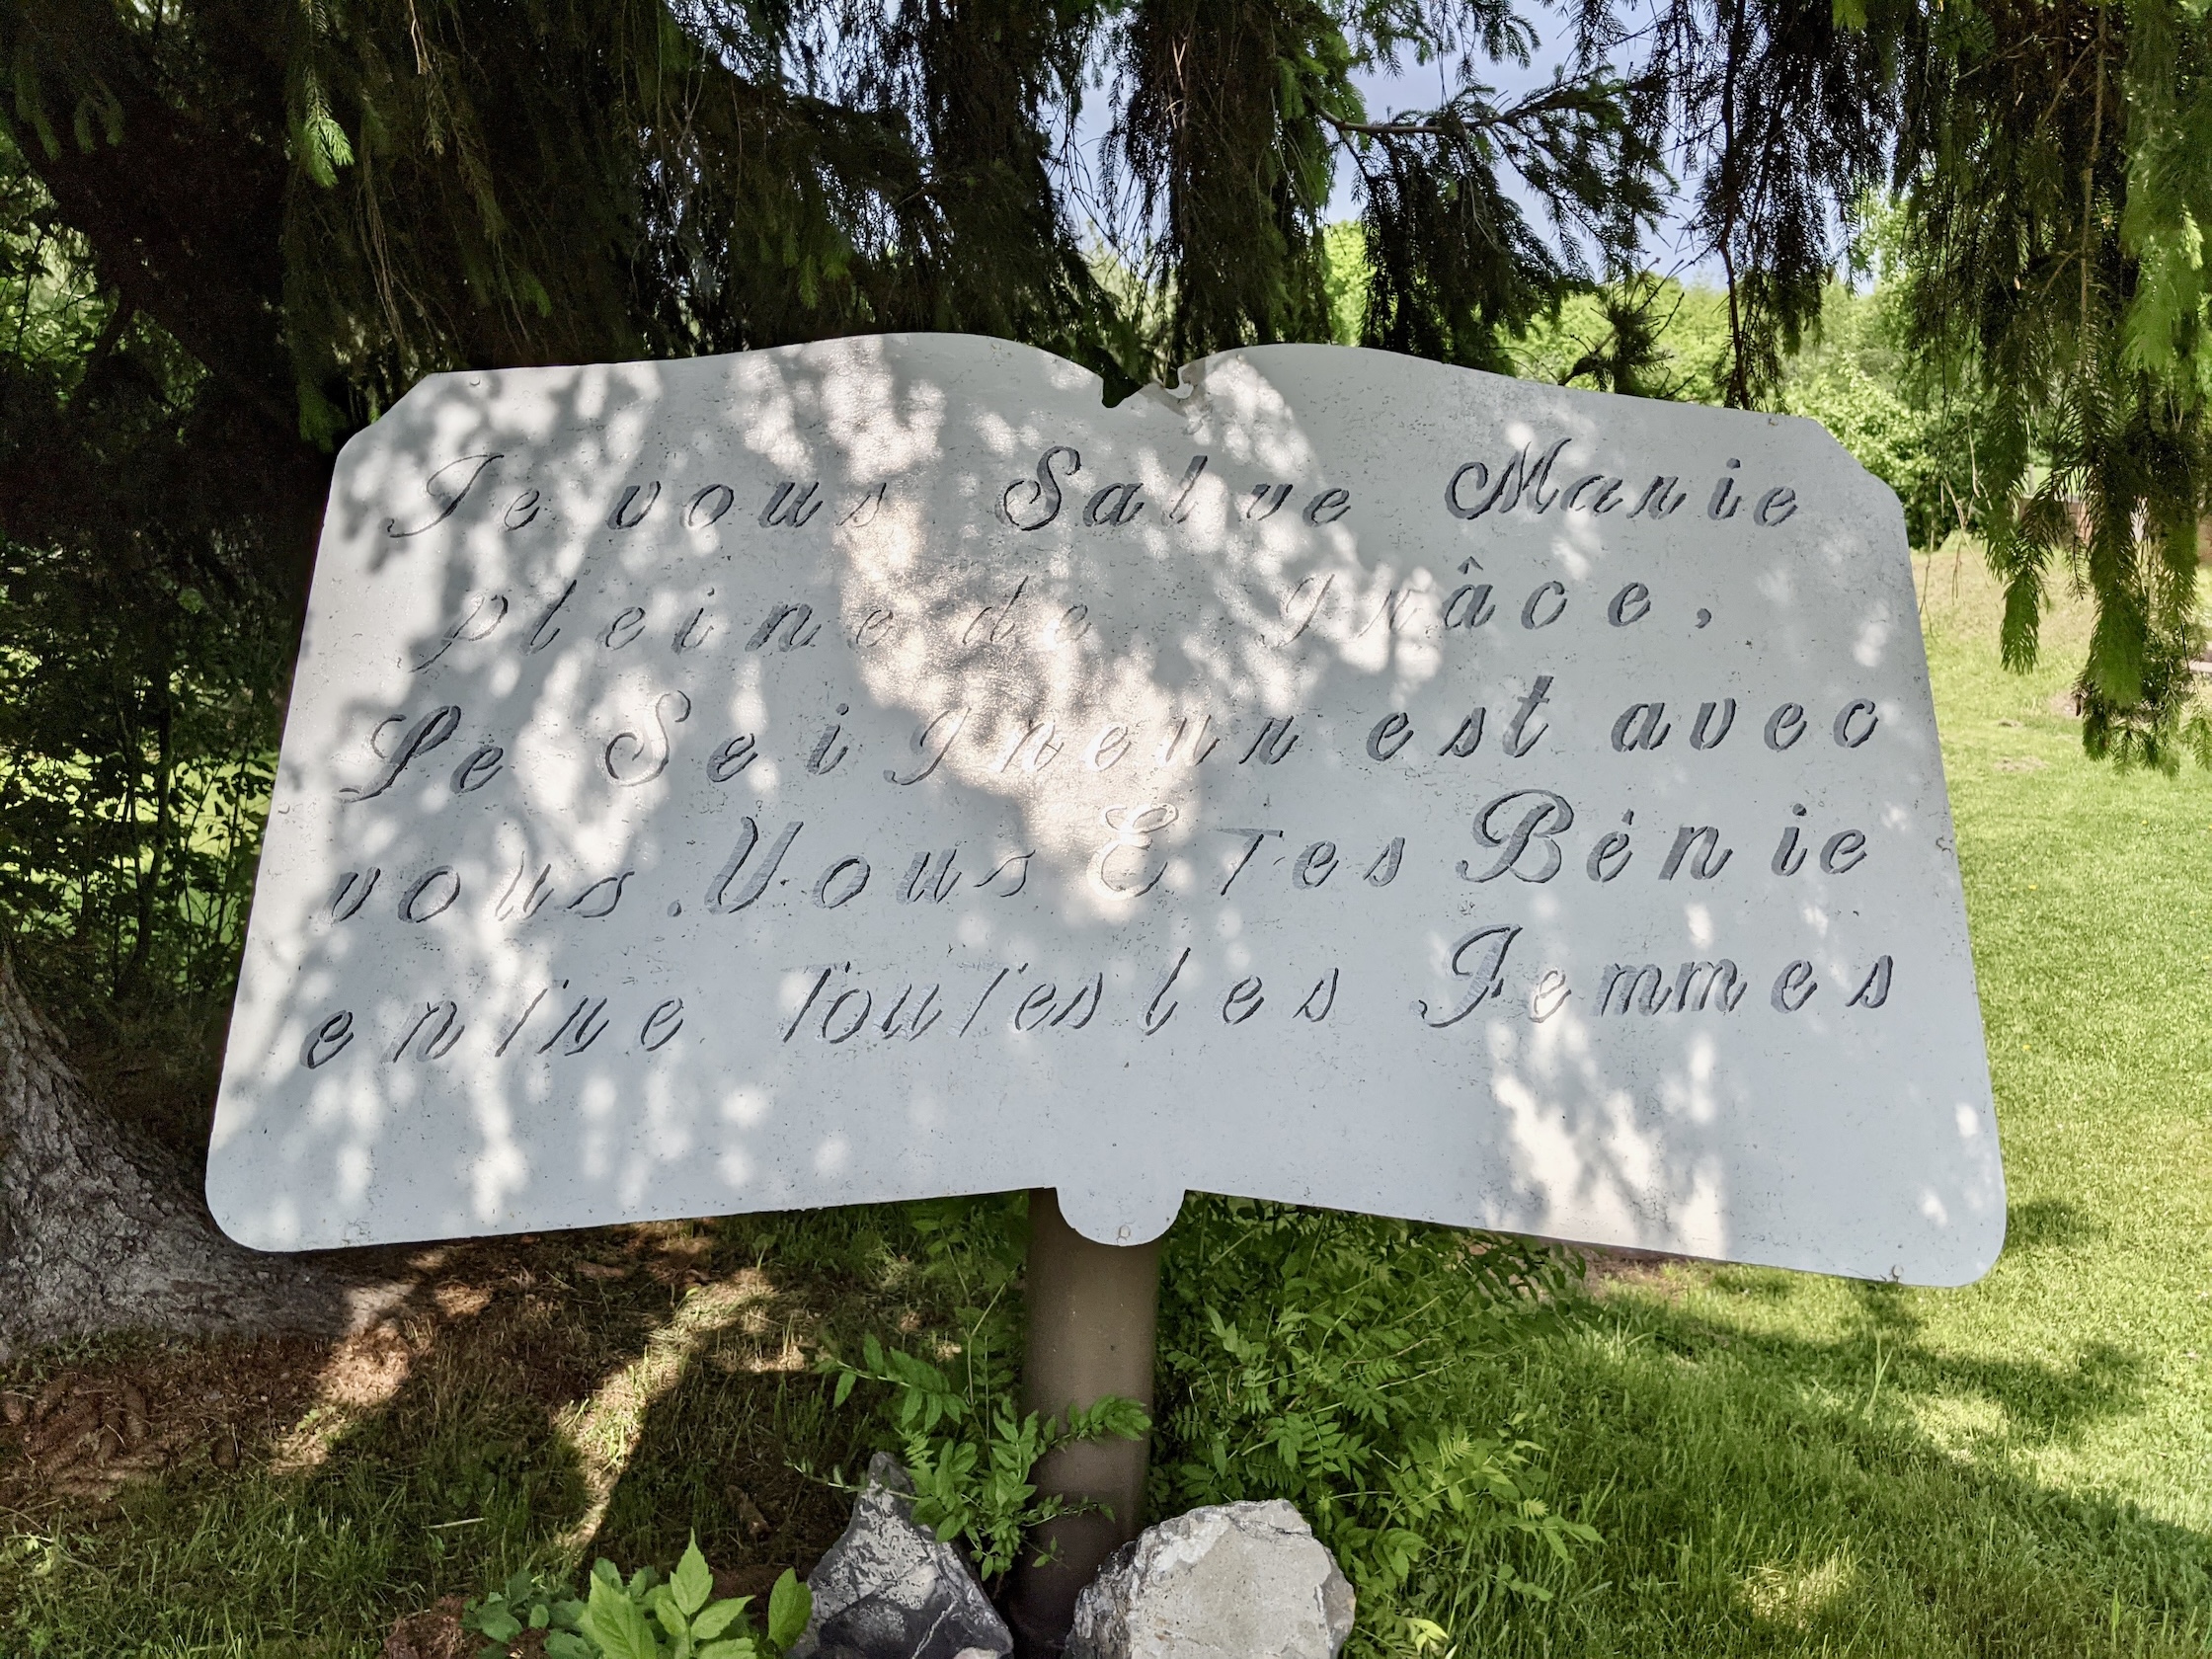 Je vous Salue Marie
pleine de grâce,
Le Seigneur est avec
vous. Vous Etes Bénie
entre Toutes les Femmes